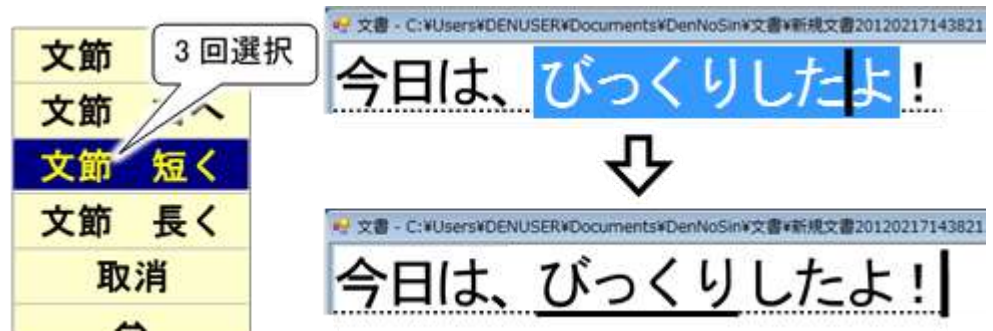 文節
3回選択
文節 へ
文節 短く
文節 長く
取消
文書 - C:¥Users¥DENUSER¥Documents¥DenNoSin¥文書¥新規文書20120217143821
今日は、びっくりしたよ！
文書 - C:¥Users¥DENUSER¥Documents¥DenNoSin¥文書¥新規文書20120217143821
今日は、びっくりしたよ！